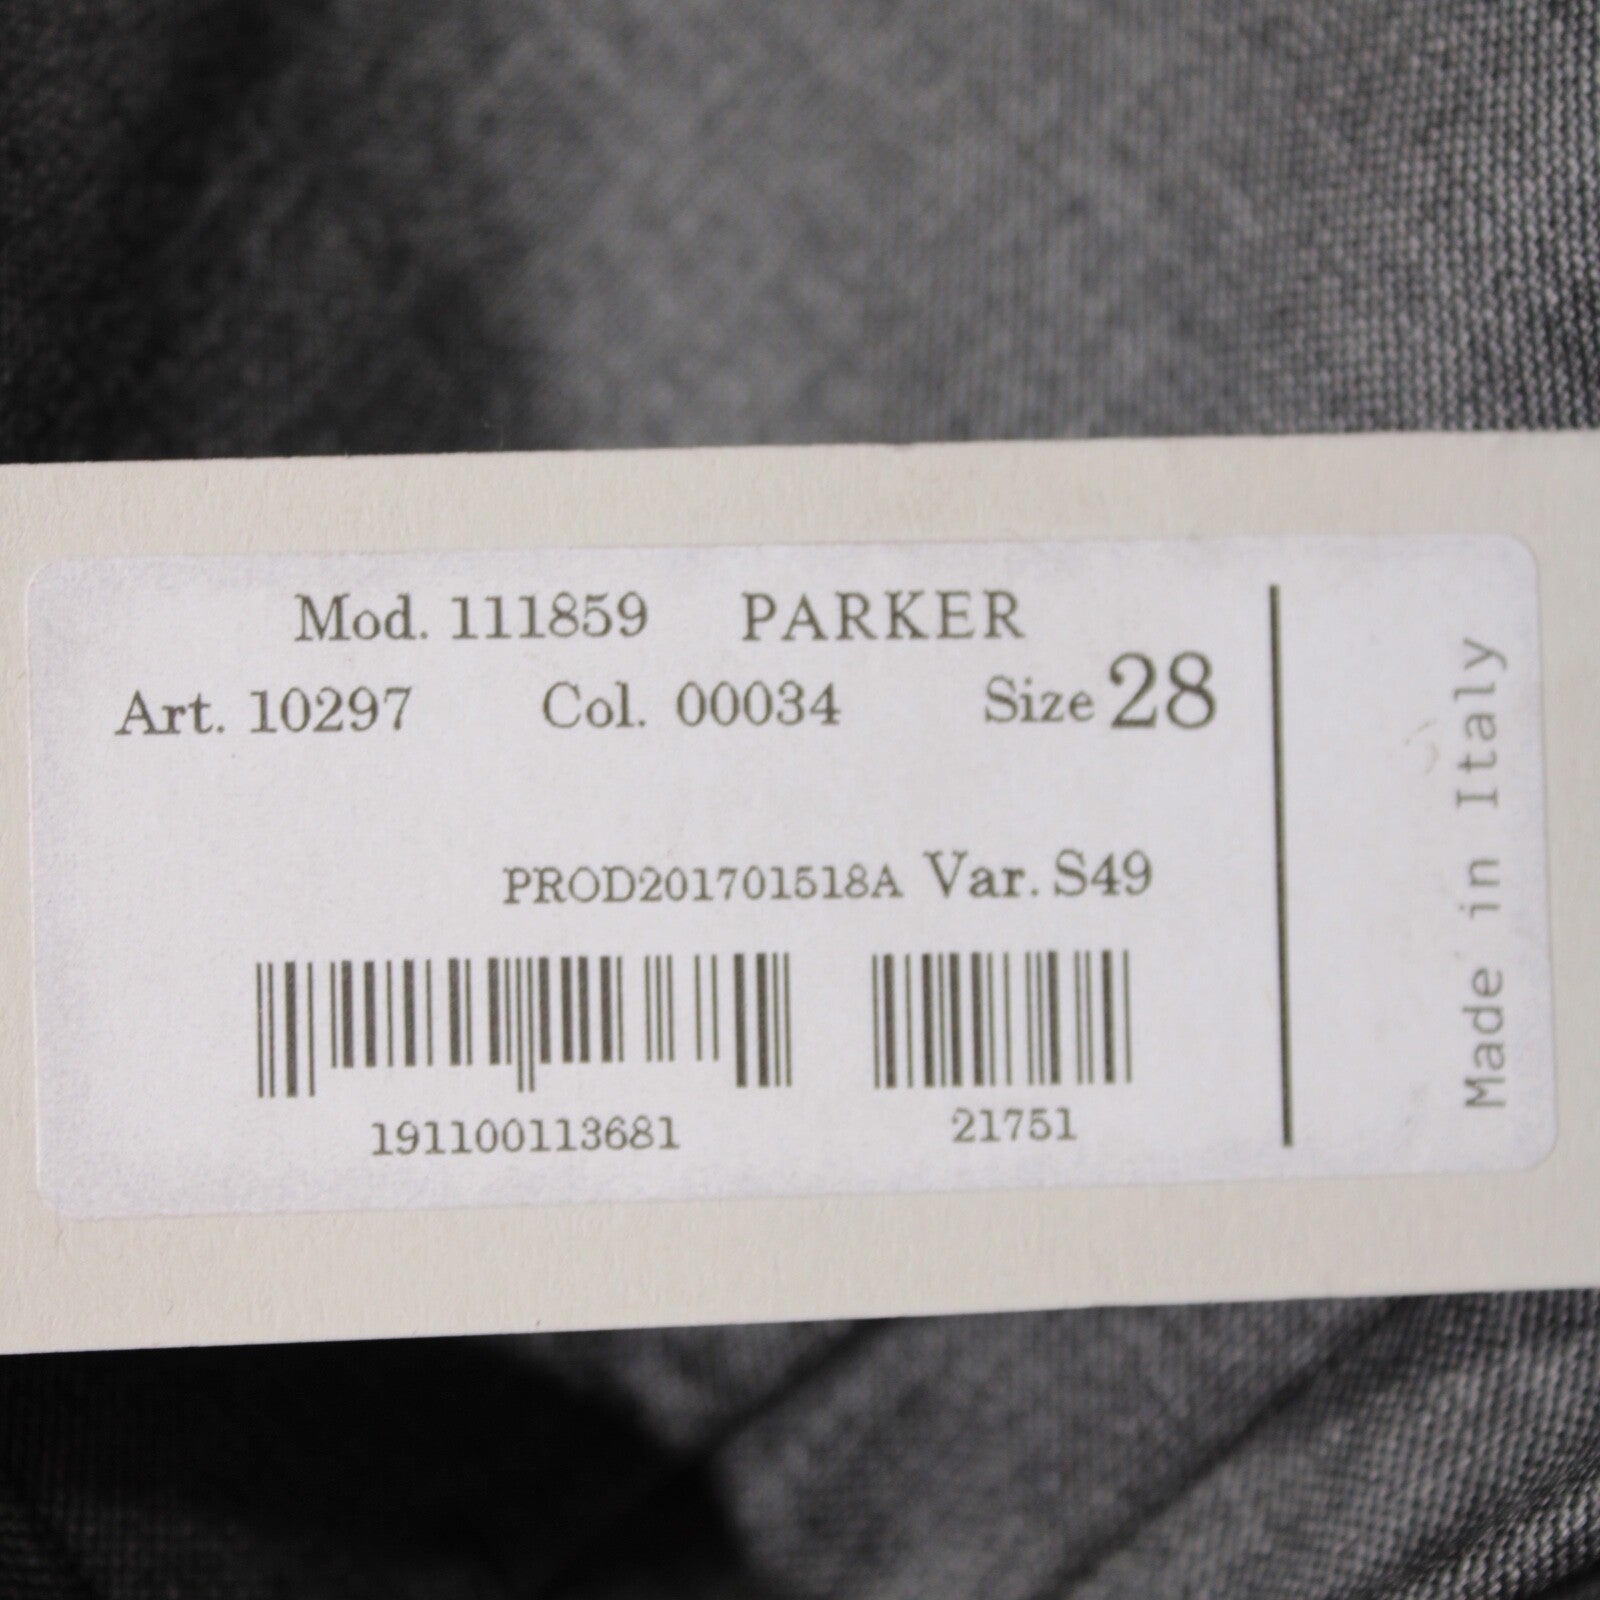 Mod. 111859 PARKER
Art. 10297 Col. 00034 Size 28
PROD201701518A Var. S49
191100113681 21751
Made in Italy